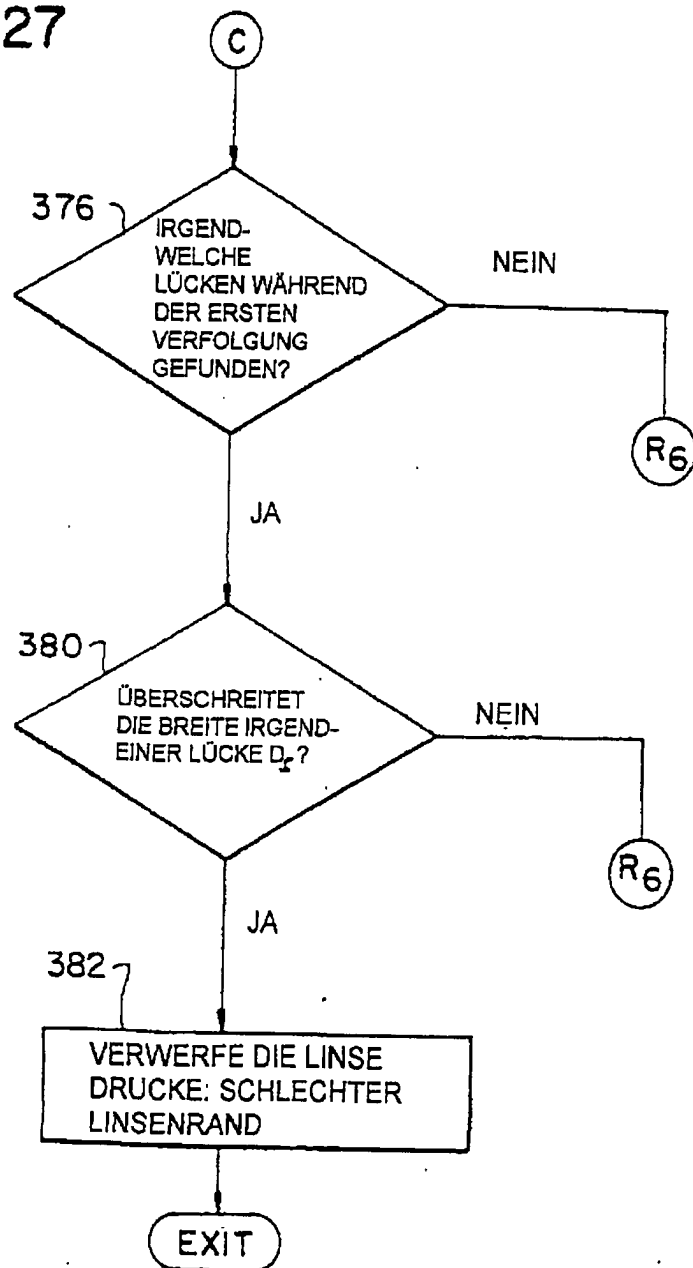 27
C
376
IRGEND-
WELCHE
LÜCKEN WÄHREND
DER ERSTEN
VERFOLGUNG
GEFUNDEN?
NEIN
R6
JA
380
ÜBERSCHREITET
DIE BREITE IRGEND-
EINER LÜCKE Df?
NEIN
R6
JA
382
VERWERFE DIE LINSE
DRUCKE: SCHLECHTER
LINSENRAND
EXIT